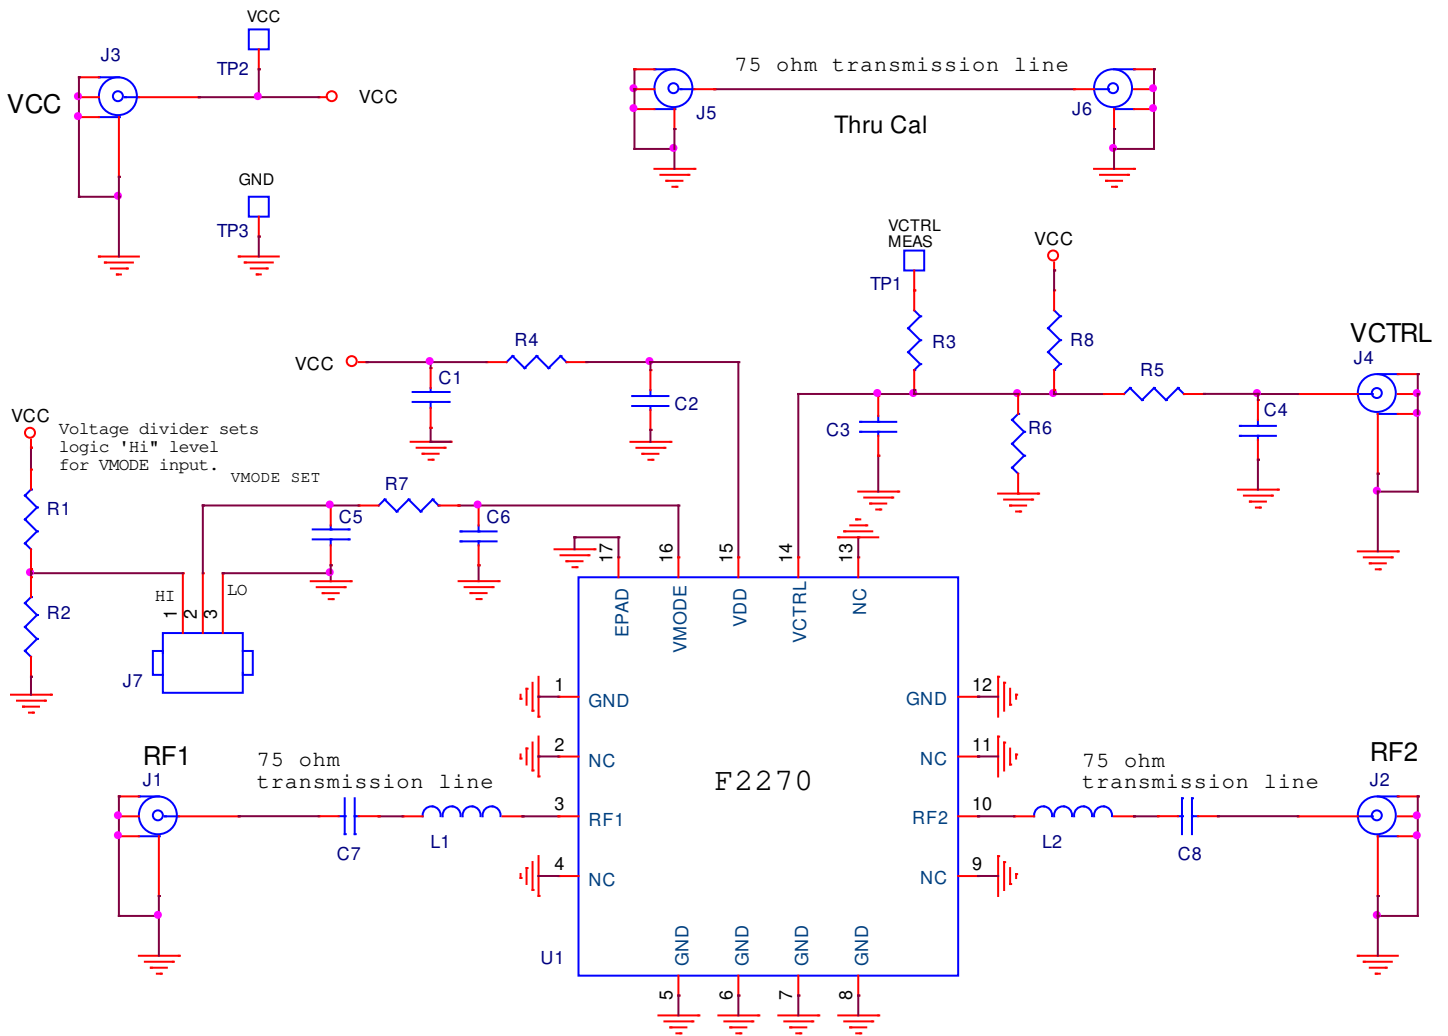 VCC
J3
TP2
VCC
VCC
75 ohm transmission line
J5
J6
Thru Cal
GND
TP3
VCTRL
MEAS
TP1
VCC
R3
R8
VCTRL
J4
R5
R4
VCC
C1
C2
C3
R6
C4
VCC
Voltage divider sets
logic 'Hi" level
for VMODE input.
VMODE SET
R7
R1
C5
C6
R2
HI
LO
1
2
3
J7
17
16
15
14
13
EPAD
VMODE
VDD
VCTRL
NC
1
GND
12
GND
2
NC
11
NC
RF1
J1
75 ohm
transmission line
F2270
75 ohm
transmission line
RF2
J2
3
RF1
10
RF2
C7
L1
L2
C8
4
NC
9
NC
U1
GND
GND
GND
GND
5
6
7
8